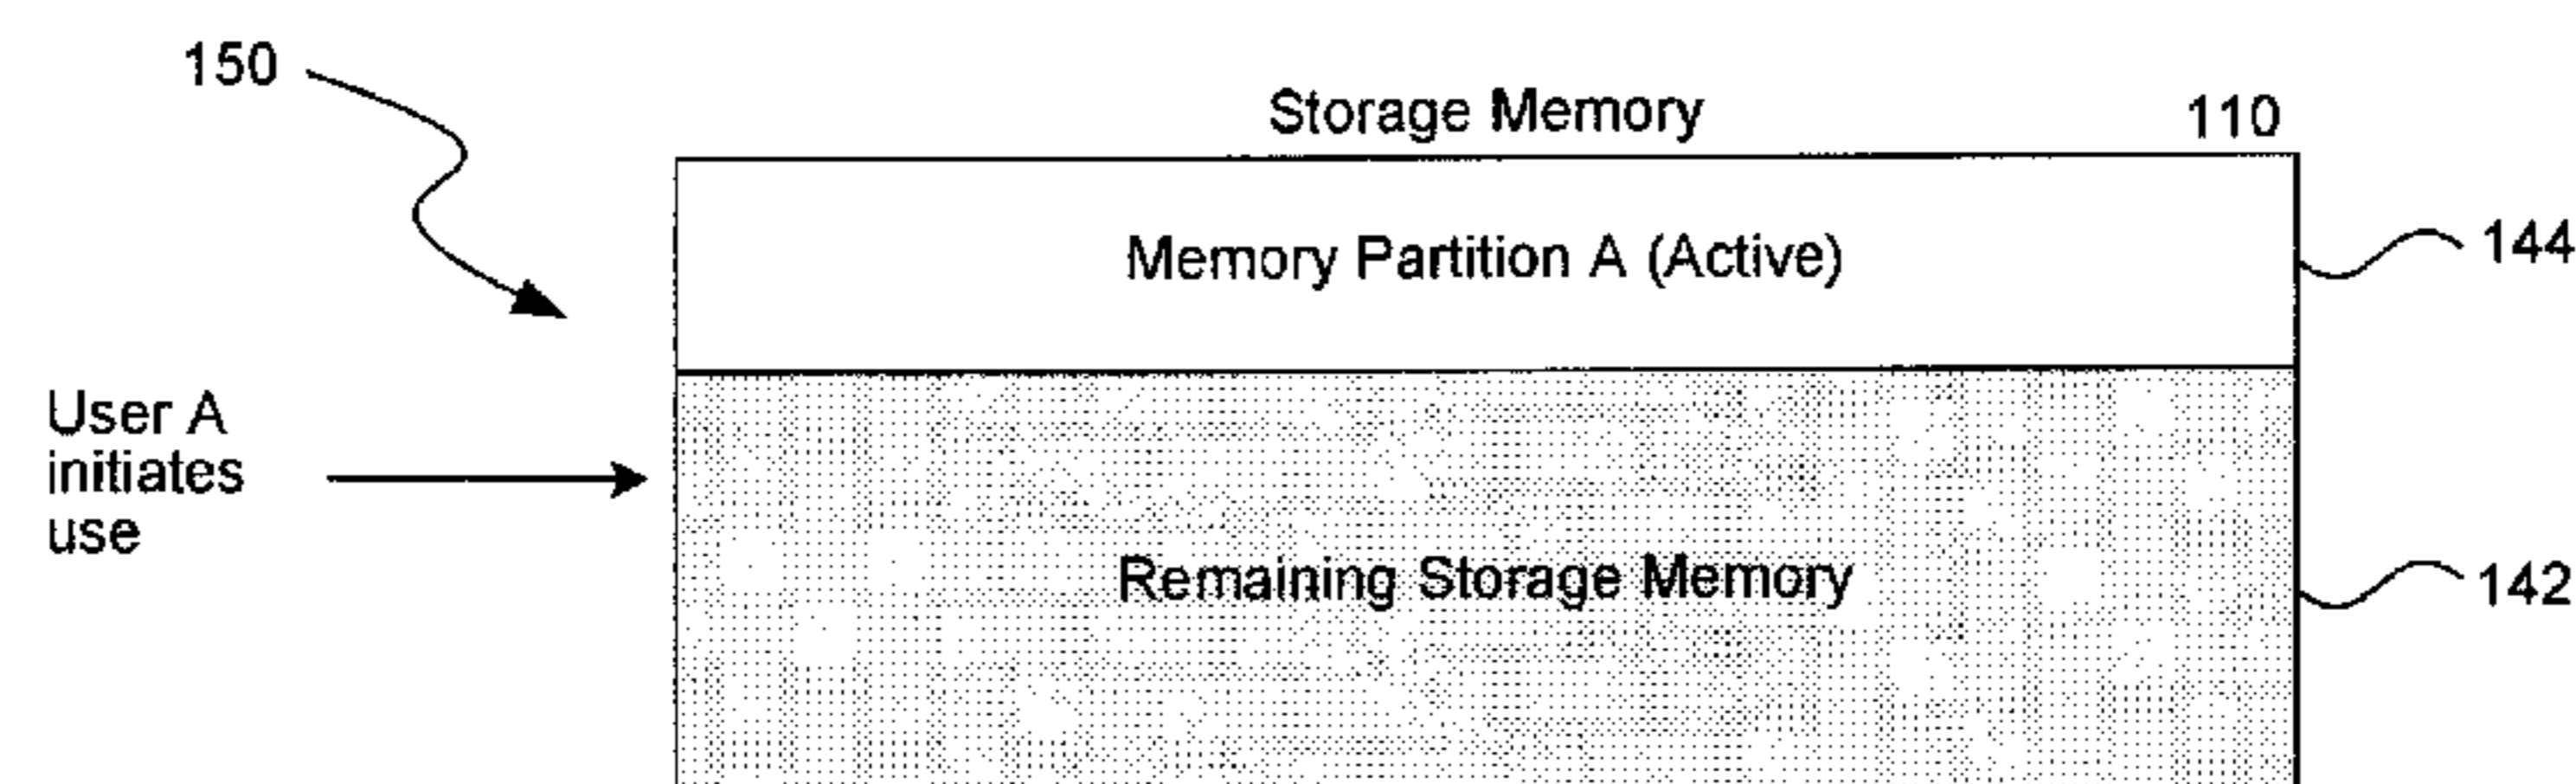 150
Storage Memory
110
Memory Partition A (Active)
144
User A
initiates
use
Remaining Storage Memory
142